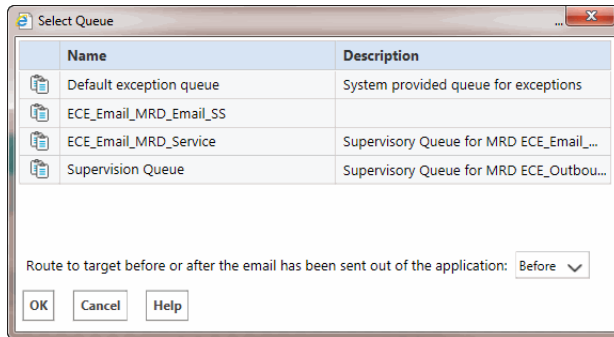 Select Queue
...
Name Description
Default exception queue System provided queue for exceptions
ECE_Email_MRD_Email_SS
ECE_Email_MRD_Service Supervisory Queue for MRD ECE_Email_...
Supervision Queue Supervisory Queue for MRD ECE_Outbou...
Route to target before or after the email has been sent out of the application: Before
OK Cancel Help